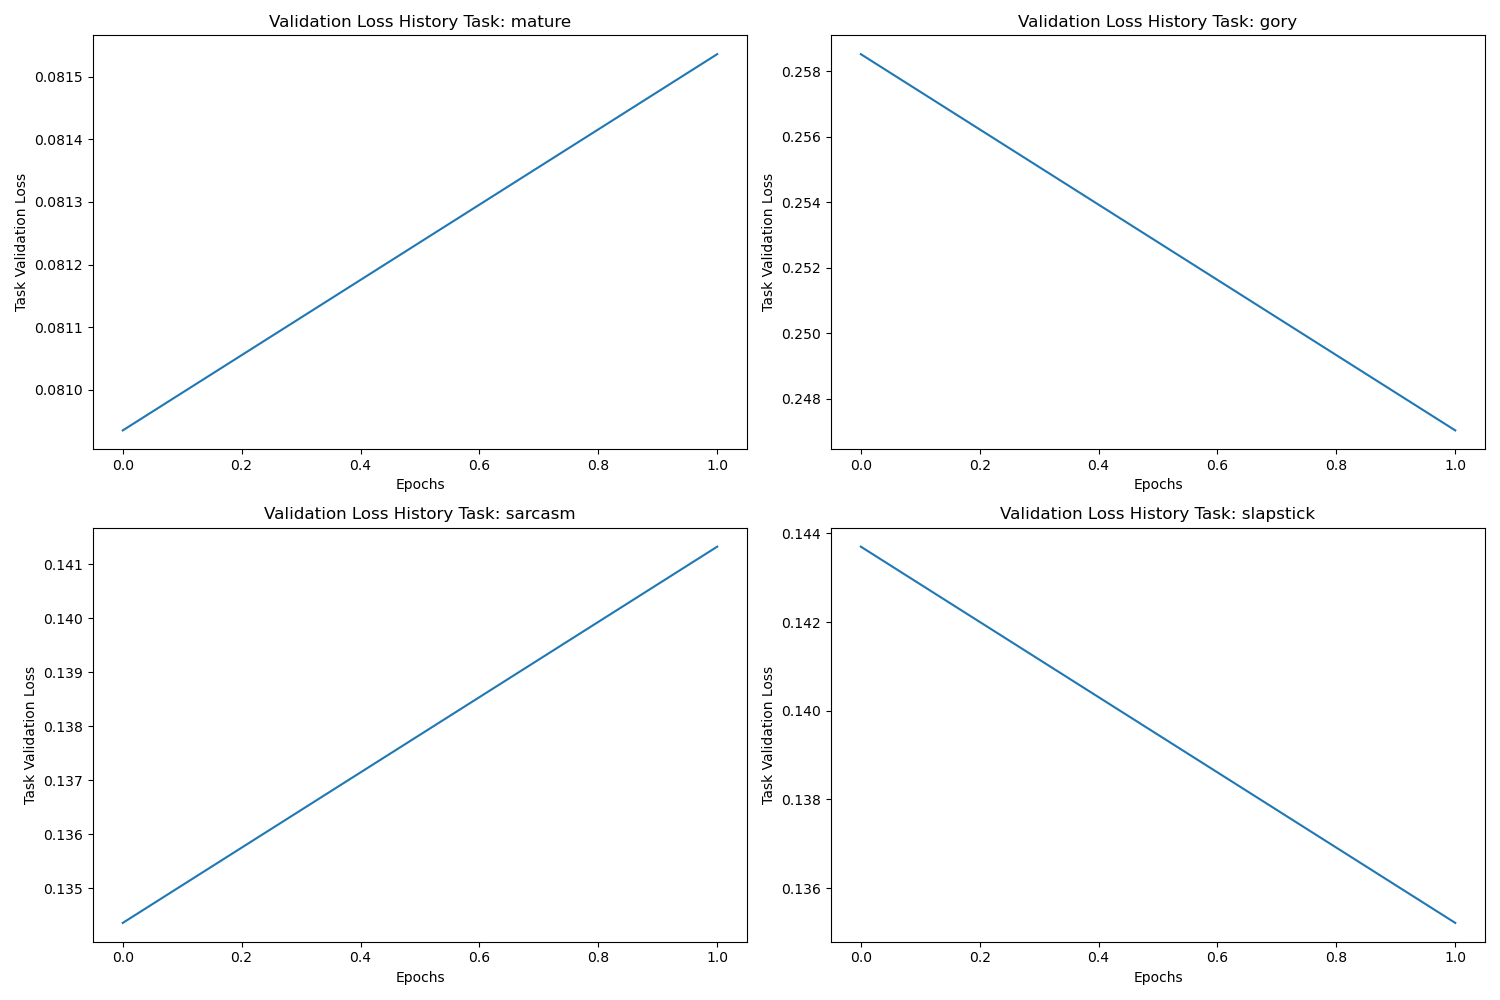 Validation Loss History Task: mature
Task Validation Loss
0.0815
0.0814
0.0813
0.0812
0.0811
0.0810
0.0 0.2 0.4 0.6 0.8 1.0
Epochs
Validation Loss History Task: gory
Task Validation Loss
0.258
0.256
0.254
0.252
0.250
0.248
0.0 0.2 0.4 0.6 0.8 1.0
Epochs
Validation Loss History Task: sarcasm
Task Validation Loss
0.141
0.140
0.139
0.138
0.137
0.136
0.135
0.0 0.2 0.4 0.6 0.8 1.0
Epochs
Validation Loss History Task: slapstick
Task Validation Loss
0.144
0.142
0.140
0.138
0.136
0.0 0.2 0.4 0.6 0.8 1.0
Epochs